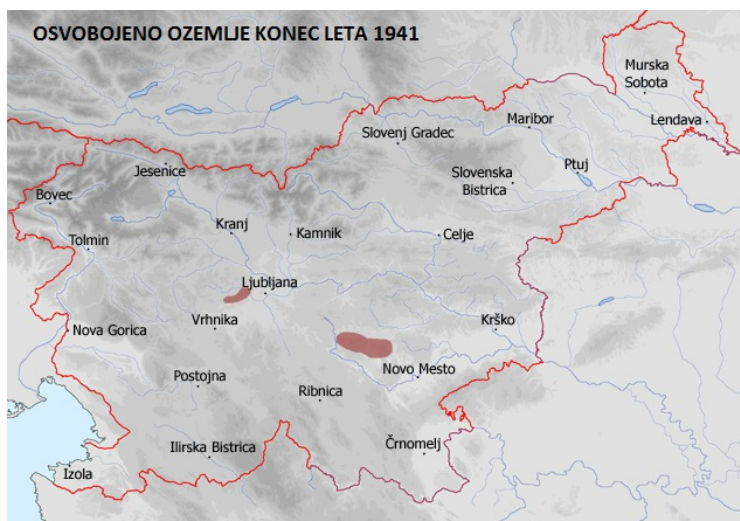 OSVOBOJENO OZEMLJE KONEC LETA 1941
Murska
Sobota
Lendava
Maribor
Slovenj Gradec
Ptuj
Slovenska
Bistrica
Jesenice
Bovec
Kranj
Kamnik
Celje
Tolmin
Ljubljana
Nova Gorica
Vrhnika
Krško
Postojna
Novo Mesto
Ribnica
Ilirska Bistrica
Črnomelj
Izola